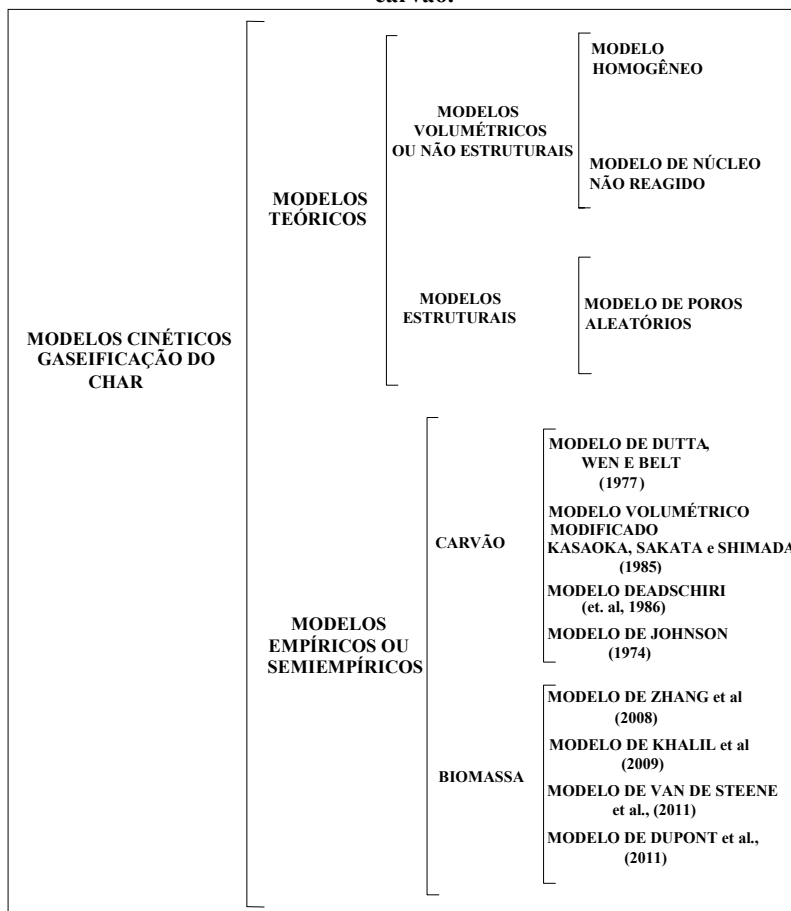 carvão.
MODELOS CINÉTICOS
GASEIFICAÇÃO DO
CHAR
MODELOS
TEÓRICOS
MODELOS
VOLUMÉTRICOS
OU NÃO ESTRUTURAIS
MODELO
HOMOGÊNEO
MODELO DE NÚCLEO
NÃO REAGIDO
MODELOS
ESTRUTURAIS
MODELO DE POROS
ALEATÓRIOS
MODELOS
EMPÍRICOS OU
SEMIEMPÍRICOS
CARVÃO
MODELO DE DUTTA,
WEN E BELT
(1977)
MODELO VOLUMÉTRICO
MODIFICADO
KASAOKA, SAKATA e SHIMADA
(1985)
MODELO DEADSCHIRI
(et. al, 1986)
MODELO DE JOHNSON
(1974)
BIOMASSA
MODELO DE ZHANG et al
(2008)
MODELO DE KHALIL et al
(2009)
MODELO DE VAN DE STEENE
et al., (2011)
MODELO DE DUPONT et al.,
(2011)